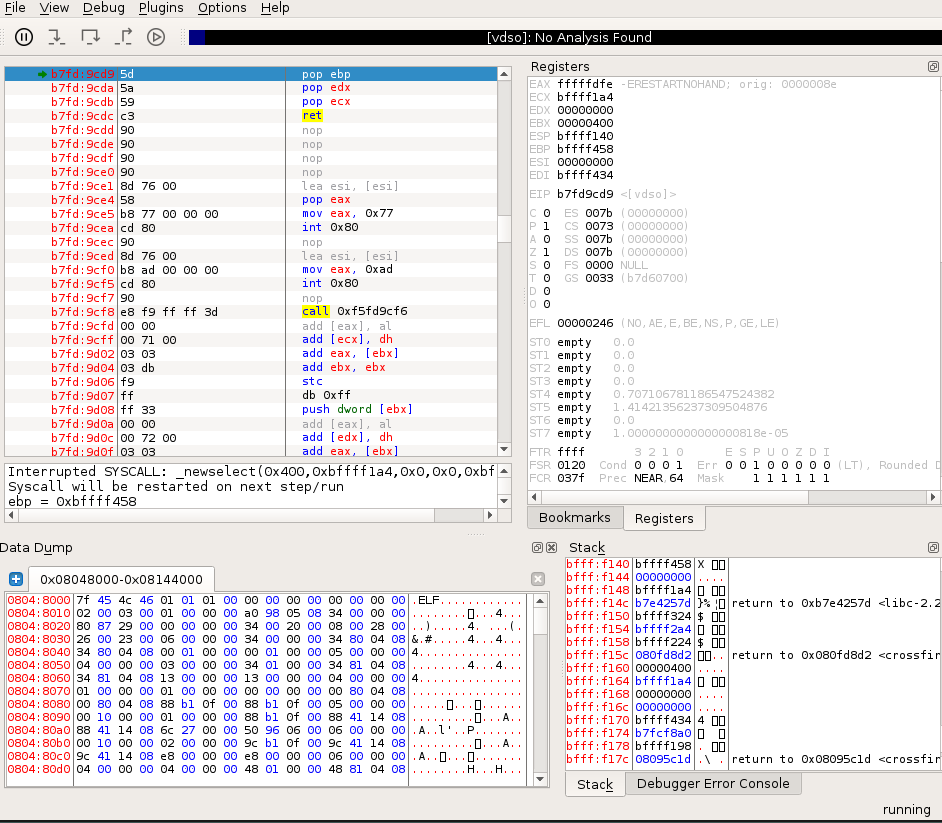 File View Debug Plugins Options Help
[vdso]: No Analysis Found
b7fd:9cd9 5d pop ebp
b7fd:9cda 5a pop edx
b7fd:9cdb 59 pop ecx
b7fd:9cdc c3 ret
b7fd:9cdd 90 nop
b7fd:9cde 90 nop
b7fd:9cdf 90 nop
b7fd:9ce0 90 nop
b7fd:9ce1 8d 76 00 lea esi, [esi]
b7fd:9ce4 58 pop eax
b7fd:9ce5 b8 77 00 00 00 mov eax, 0x77
b7fd:9cea cd 80 int 0x80
b7fd:9cec 90 nop
b7fd:9ced 8d 76 00 lea esi, [esi]
b7fd:9cf0 b8 ad 00 00 00 mov eax, 0xad
b7fd:9cf5 cd 80 int 0x80
b7fd:9cf7 90 nop
b7fd:9cf8 e8 f9 ff ff 3d call 0xf5fd9cf6
b7fd:9cfd 00 00 add [eax], al
b7fd:9cff 00 71 00 add [ecx], dh
b7fd:9d02 03 03 add eax, [ebx]
b7fd:9d04 03 db add ebx, ebx
b7fd:9d06 f9 stc
b7fd:9d07 ff db 0xff
b7fd:9d08 ff 33 push dword [ebx]
b7fd:9d0a 00 00 add [eax], al
b7fd:9d0c 00 72 00 add [edx], dh
b7fd:9d0f 03 03 add eax, [ebx]
Interrupted SYSCALL: _newselect(0x400,0xbffff1a4,0x0,0x0,0xbf
Syscall will be restarted on next step/run
ebp = 0xbffff458
Registers
EAX fffffdfe -ERESTARTNOHAND; orig: 0000008e
ECX bffff1a4
EDX 00000000
EBX 00000400
ESP bffff140
EBP bffff458
ESI 00000000
EDI bffff434
EIP b7fd9cd9 <[vdso]>
C 0 ES 007b (00000000)
P 1 CS 0073 (00000000)
A 0 SS 007b (00000000)
Z 1 DS 007b (00000000)
S 0 FS 0000 NULL
T 0 GS 0033 (b7d60700)
D 0
O 0
EFL 00000246 (NO,AE,E,BE,NS,P,GE,LE)
ST0 empty 0.0
ST1 empty 0.0
ST2 empty 0.0
ST3 empty 0.0
ST4 empty 0.707106781186547524382
ST5 empty 1.41421356237309504876
ST6 empty 0.0
ST7 empty 1.0000000000000000818e-05
FTR ffff 3 2 1 0 E S P U O Z D I
FSR 0120 Cond 0 0 0 1 Err 0 0 1 0 0 0 0 0 (LT), Rounded D
FCR 037f Prec NEAR,64 Mask 1 1 1 1 1 1
Bookmarks Registers
Data Dump
0x08048000-0x08144000
0804:8000 7f 45 4c 46 01 01 01 00 00 00 00 00 00 00 00 00 .ELF............
0804:8010 02 00 03 00 01 00 00 00 a0 98 05 08 34 00 00 00
0804:8020 80 87 29 00 00 00 00 00 34 00 20 00 08 00 28 00 ..).....4. ...(.
0804:8030 26 00 23 00 06 00 00 00 34 00 00 00 34 80 04 08 &.#.....4...4...
0804:8040 34 80 04 08 00 01 00 00 00 01 00 00 05 00 00 00 4...............
0804:8050 04 00 00 00 03 00 00 00 34 01 00 00 34 81 04 08 ........4...4...
0804:8060 34 81 04 08 13 00 00 00 13 00 00 00 04 00 00 00 4...............
0804:8070 01 00 00 00 01 00 00 00 00 00 00 00 00 80 04 08 ................
0804:8080 00 80 04 08 88 b1 0f 00 88 b1 0f 00 05 00 00 00
0804:8090 00 10 00 00 01 00 00 00 88 b1 0f 00 88 41 14 08
0804:80a0 88 41 14 08 6c 27 00 00 50 96 06 00 06 00 00 00 .A..l'..P.......
0804:80b0 00 10 00 00 02 00 00 00 9c b1 0f 00 9c 41 14 08
0804:80c0 9c 41 14 08 e8 00 00 00 e8 00 00 00 06 00 00 00
0804:80d0 04 00 00 00 04 00 00 00 48 01 00 00 48 81 04 08 ........H...H...
Stack
bfff:f140 bffff458 X
bfff:f144 00000000 ....
bfff:f148 bffff1a4
bfff:f14c b7e4257d }% return to 0xb7e4257d <libc-2.2
bfff:f150 bffff324 $
bfff:f154 bffff2a4
bfff:f158 bffff224 $
bfff:f15c 080fd8d2 return to 0x080fd8d2 <crossfir
bfff:f160 00000400 ....
bfff:f164 bffff1a4
bfff:f168 00000000 ....
bfff:f16c 00000000 ....
bfff:f170 bffff434 4
bfff:f174 b7fcf8a0
bfff:f178 bffff198
bfff:f17c 08095c1d .\ . return to 0x08095c1d <crossfir
Stack Debugger Error Console
running